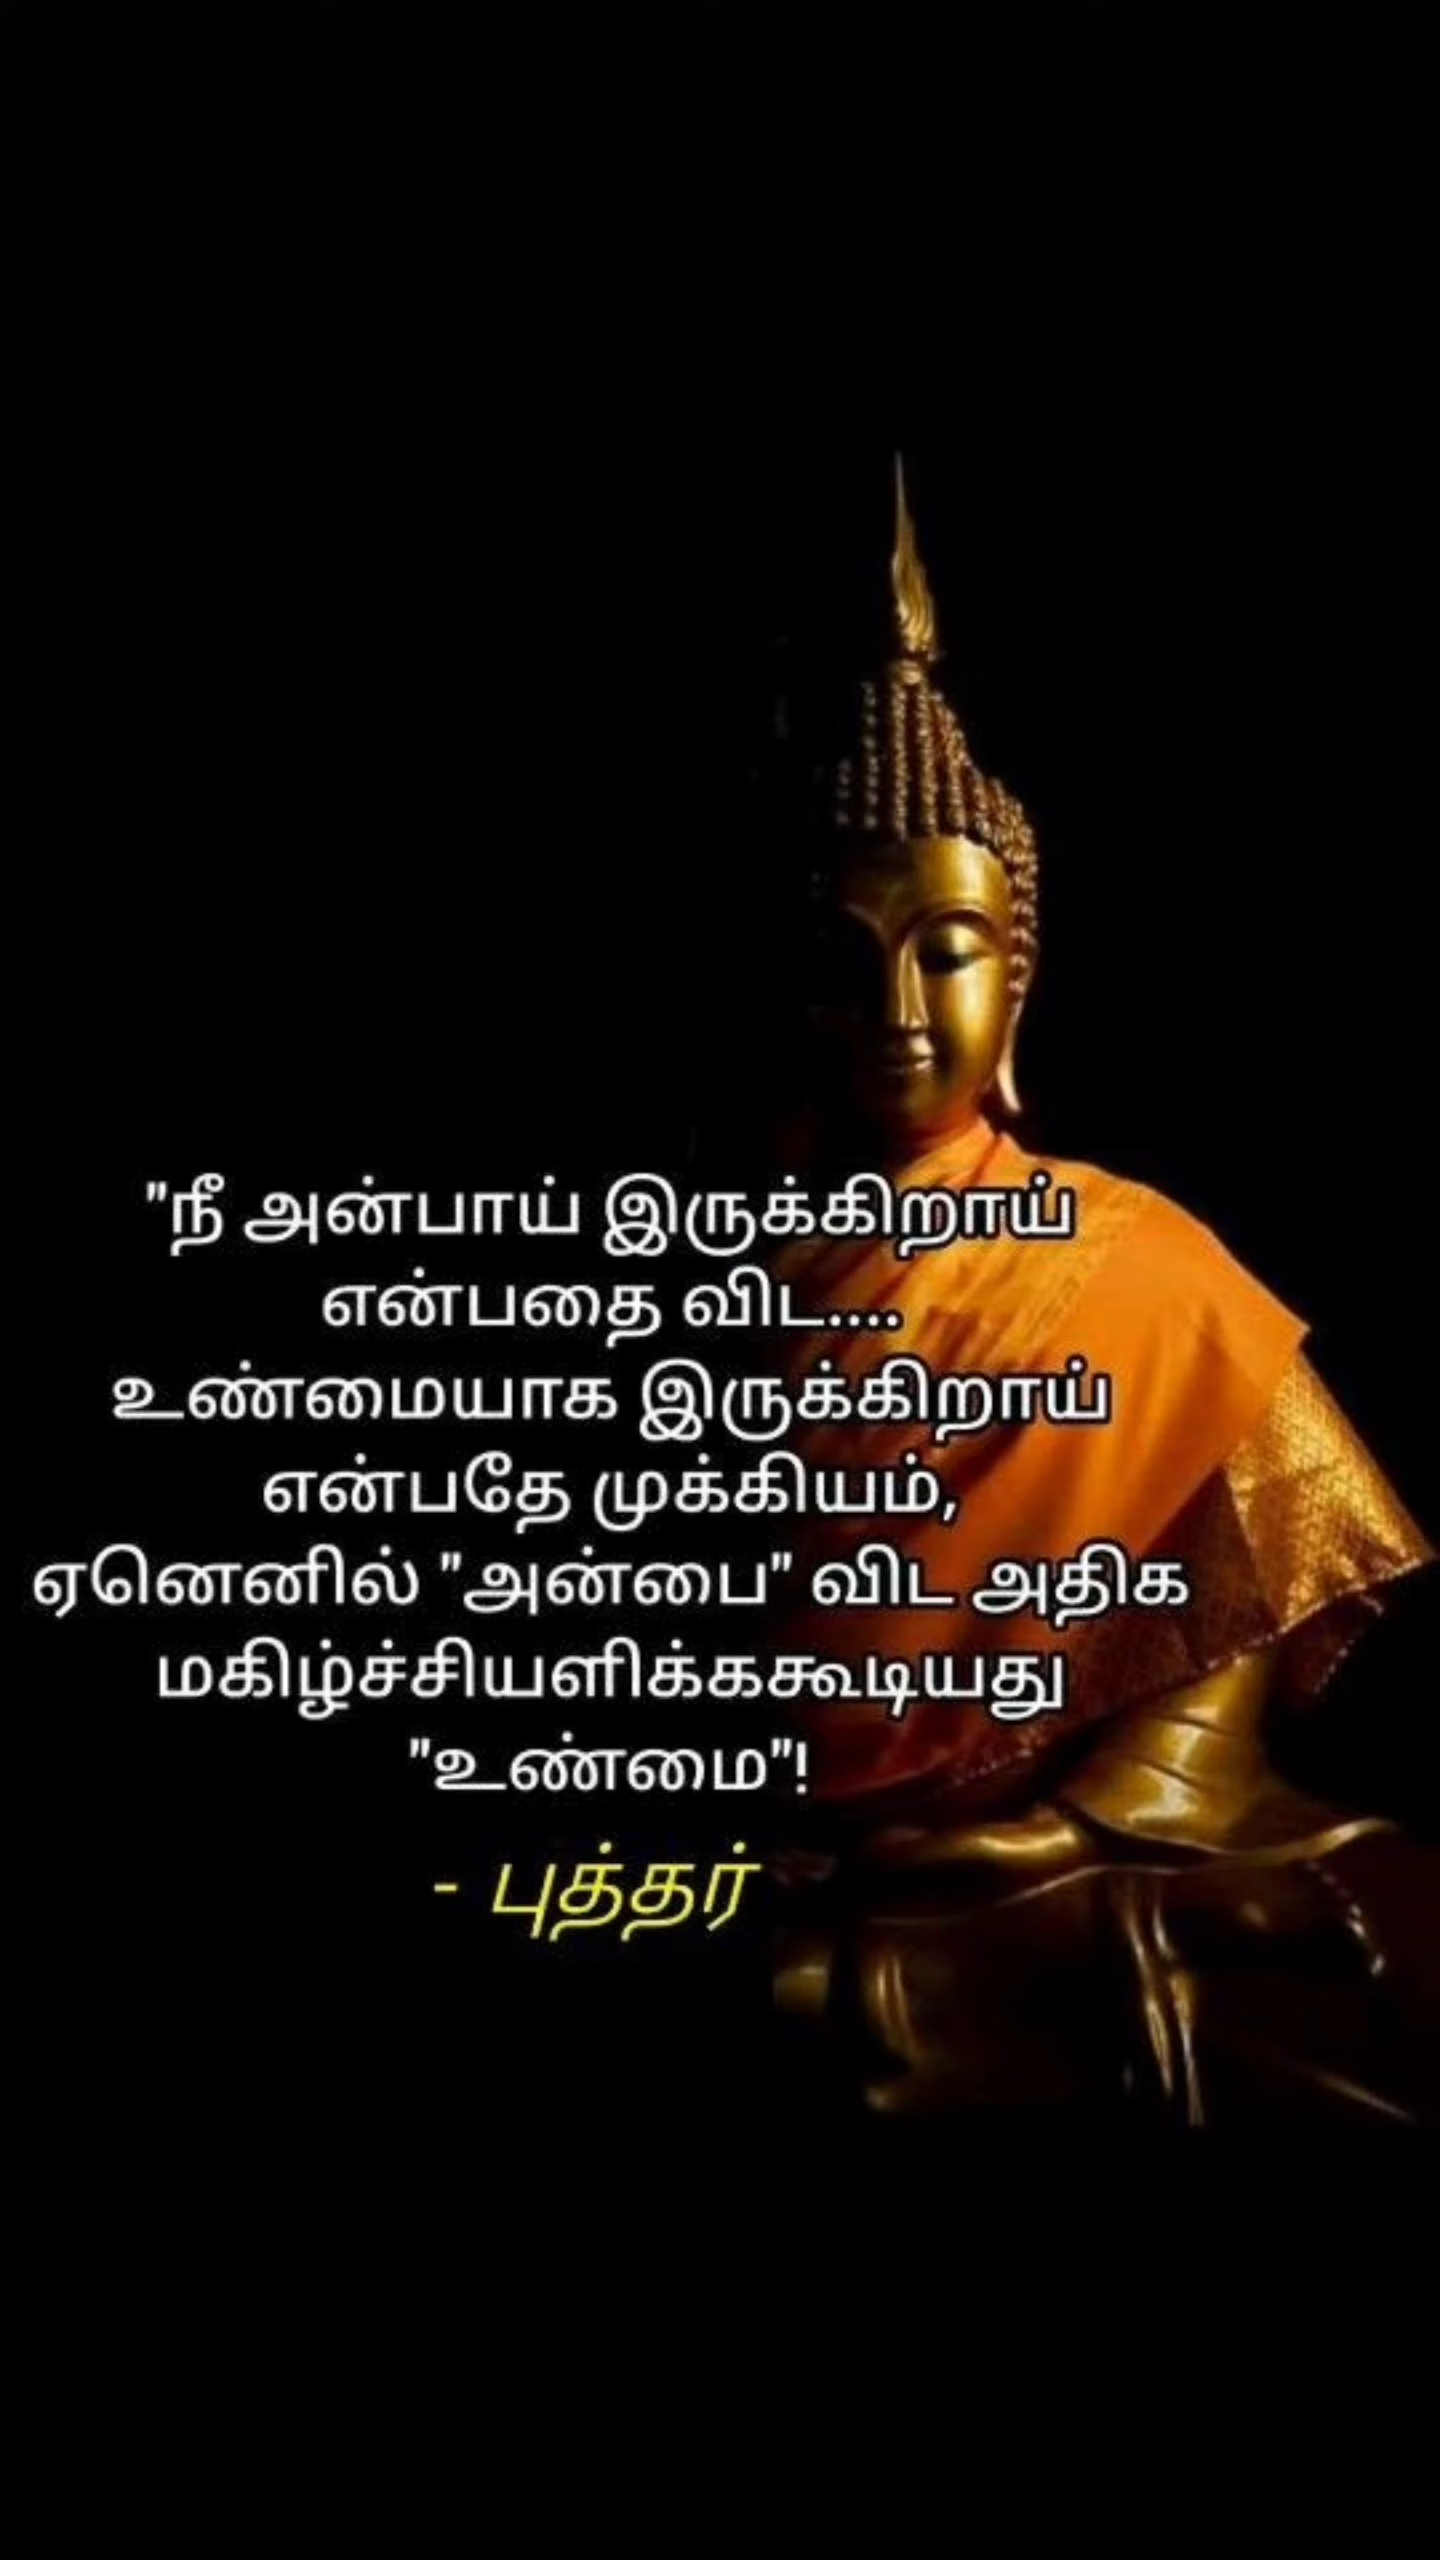 "நீ அன்பாய் இருக்கிறாய்
என்பதை விட....
உண்மையாக இருக்கிறாய்
என்பதே முக்கியம்,
ஏனெனில் "அன்பை" விட அதிக
மகிழ்ச்சியளிக்ககூடியது
"உண்மை"!
- புத்தர்